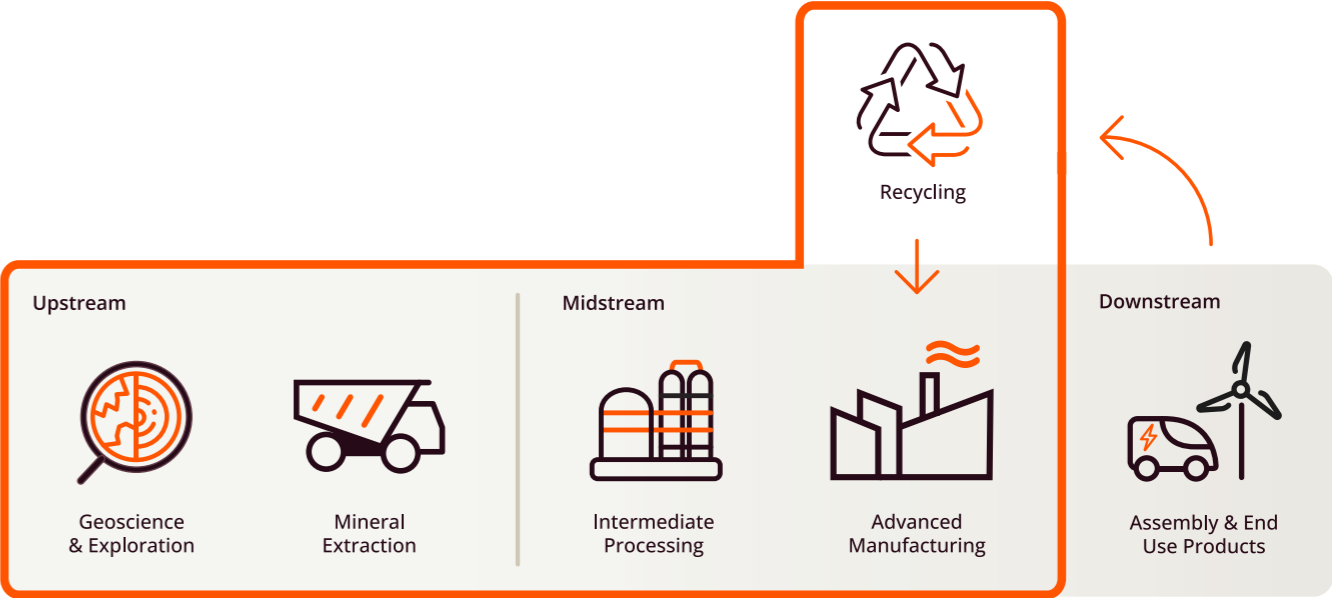 Recycling
Upstream
Midstream
Downstream
Geoscience
& Exploration
Mineral
Extraction
Intermediate
Processing
Advanced
Manufacturing
Assembly & End
Use Products